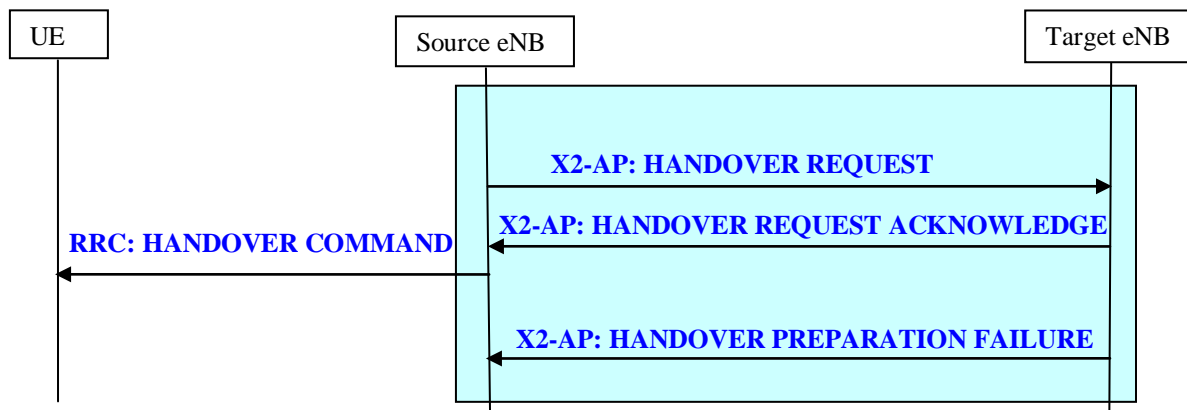 UE
Source eNB
Target eNB
X2-AP: HANDOVER REQUEST
X2-AP: HANDOVER REQUEST ACKNOWLEDGE
RRC: HANDOVER COMMAND
X2-AP: HANDOVER PREPARATION FAILURE